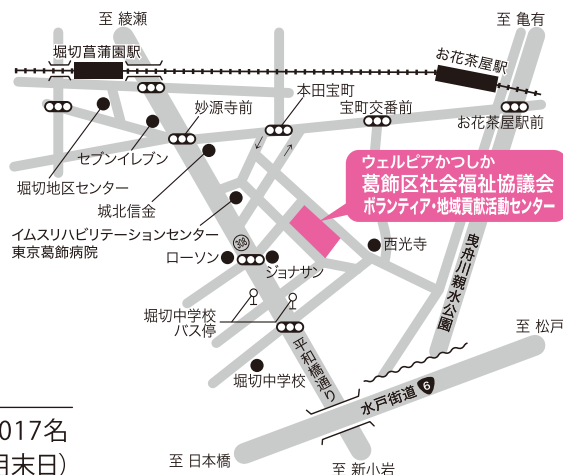 至 綾瀬
至 亀有
堀切菖蒲園駅
お花茶屋駅
本田宝町
妙源寺前
宝町交番前
お花茶屋駅前
セブンイレブン
堀切地区センター
城北信金
ウェルピアかつしか
葛飾区社会福祉協議会
ボランティア・地域貢献活動センター
イムスリハビリテーションセンター
東京葛飾病院
308
西光寺
ローソン
ジョナサン
曳舟川親水公園
堀切中学校
バス停
至 松戸
平和橋通り
堀切中学校
水戸街道 6
017名
月末日)
至 日本橋
至 新小岩